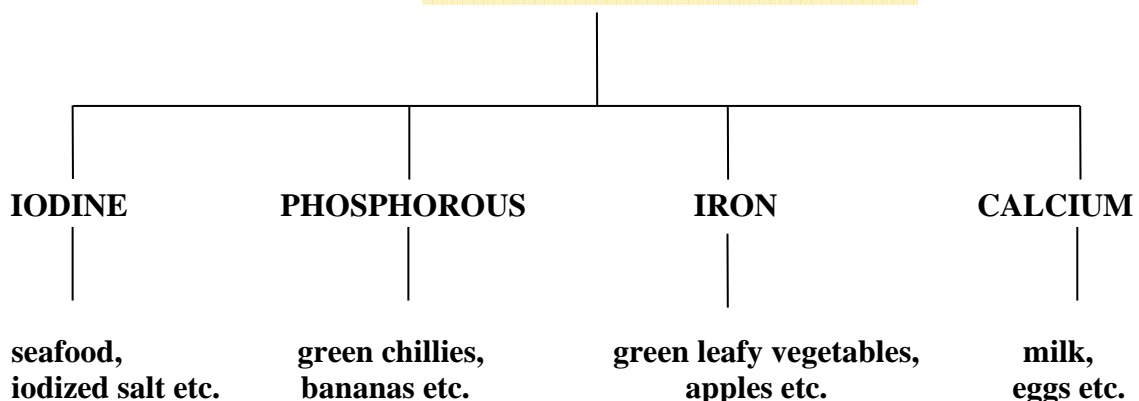 IODINE PHOSPHOROUS IRON CALCIUM
seafood, green chillies, green leafy vegetables, milk,
iodized salt etc. bananas etc. apples etc. eggs etc.